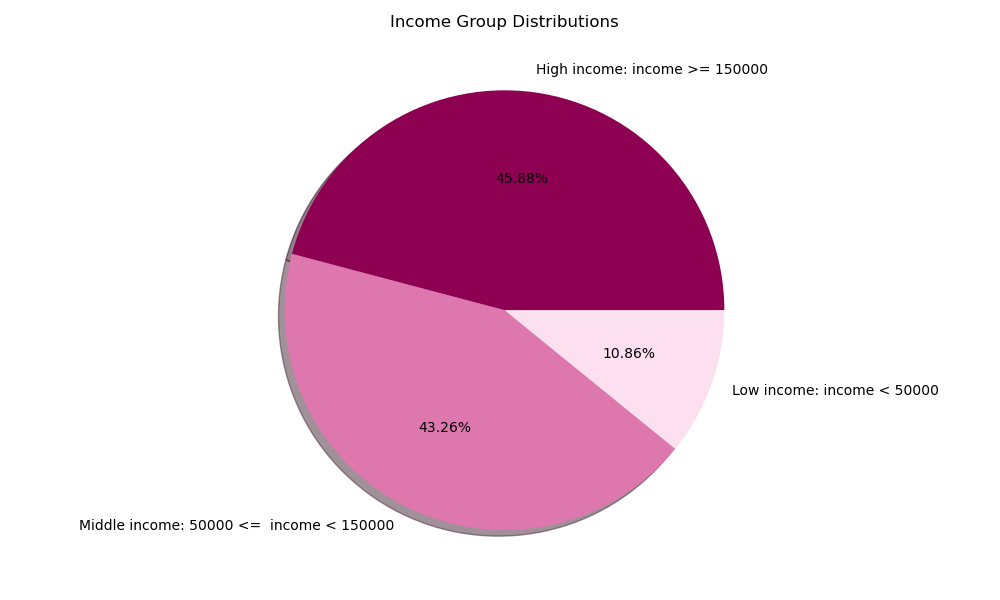 Income Group Distributions
High income: income >= 150000
45.88%
10.86%
Low income: income < 50000
43.26%
Middle income: 50000 <=  income < 150000